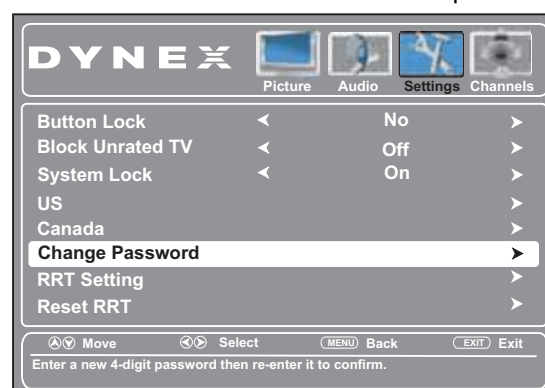 DYNEX
Picture Audio Settings Channels
Button Lock No
Block Unrated TV Off
System Lock On
US
Canada
Change Password
RRT Setting
Reset RRT
Move Select MENU Back EXIT Exit
Enter a new 4-digit password then re-enter it to confirm.